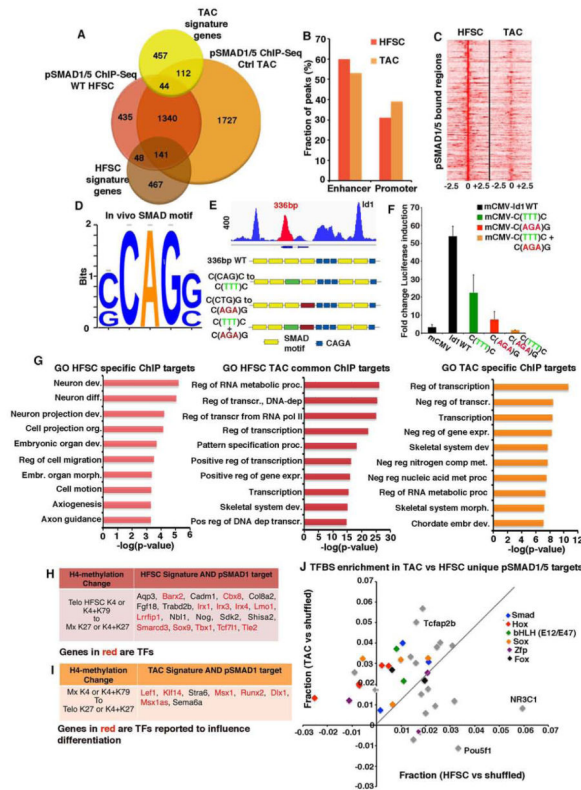 A
TAC
signature
genes
457
pSMAD1/5 ChIP-Seq
Ctrl TAC
112
pSMAD1/5 ChIP-Seq
WT HFSC
44
435
1340
1727
48
141
HFSC
signature
genes
467
B
HFSC
TAC
Fraction of peaks (%)
70
60
50
40
30
20
10
0
Enhancer
Promoter
C
HFSC
TAC
pSMAD1/5 bound regions
-2.5 0 +2.5 -2.5 0 +2.5
D
In vivo SMAD motif
Bits
2
1
0
CAG
E
336bp
Id1
400
336bp WT
C(CAG)C to
C(TTT)C
C(CTG)G to
C(AGA)G
C(TTT)C
+
C(AGA)G
SMAD motif
CAGA
F
mCMV-Id1WT
mCMV-C(TTT)C
mCMV-C(AGA)G
mCMV-C(TTT)C +
C(AGA)G
Fold change Luciferase induction
70
60
50
40
30
20
10
0
mCMV
Id1WT
C(TTT)C
C(AGA)G
C(TTT)C
C(AGA)G
G
GO HFSC specific ChIP targets
Neuron dev.
Neuron diff.
Neuron projection dev.
Cell projection org.
Embryonic organ dev.
Reg of cell migration
Embr. organ morph.
Cell motion
Axiogenesis
Axon guidance
0 1 2 3 4 5 6
-log(p-value)
GO HFSC TAC common ChIP targets
Reg of RNA metabolic proc.
Reg of transcr., DNA-dep
Reg of transcr from RNA pol II
Reg of transcription
Pattern specification proc.
Positive reg of transcription
Positive reg of gene expr.
Transcription
Skeletal system dev.
Pos reg of DNA dep transcr.
0 5 10 15 20 25 30
-log(p-value)
GO TAC specific ChIP targets
Reg of transcription
Neg reg of transcr.
Transcription
Neg reg of gene expr.
Skeletal system dev
Neg reg nitrogen comp met.
Neg reg nucleic acid met proc
Reg of RNA metabolic proc
Skeletal system morph.
Chordate embr dev.
0 2 4 6 8 10 12
-log(p-value)
H
H4-methylation
Change
HFSC Signature AND pSMAD1 target
Telo HFSC K4 or
K4+K79
to
Mx K27 or K4+K27
Aqp3, Barx2, Cadm1, Cbx8, Col8a2,
Fgf18, Trabd2b, Irx1, Irx3, Irx4, Lmo1,
Lrrfip1, Nbl1, Nog, Sdk2, Shisa2,
Smarcd3, Sox9, Tbx1, Tcf7l1, Tle2
Genes in red are TFs
I
H4-methylation
Change
TAC Signature AND pSMAD1 target
Mx K4 or K4+K79
To
Telo K27 or K4+K27
Lef1, Klf14, Stra6, Msx1, Runx2, Dlx1,
Msx1as, Sema6a
Genes in red are TFs reported to influence
differentiation
J
TFBS enrichment in TAC vs HFSC unique pSMAD1/5 targets
Fraction (TAC vs shuffled)
0.07
0.06
0.05
0.04
0.03
0.02
0.01
0
-0.01
-0.02
-0.03
Tcfap2b
Smad
Hox
bHLH (E12/E47)
Sox
Zfp
Fox
NR3C1
Pou5f1
-0.03 -0.02 -0.01 0 0.01 0.02 0.03 0.04 0.05 0.06 0.07
Fraction (HFSC vs shuffled)